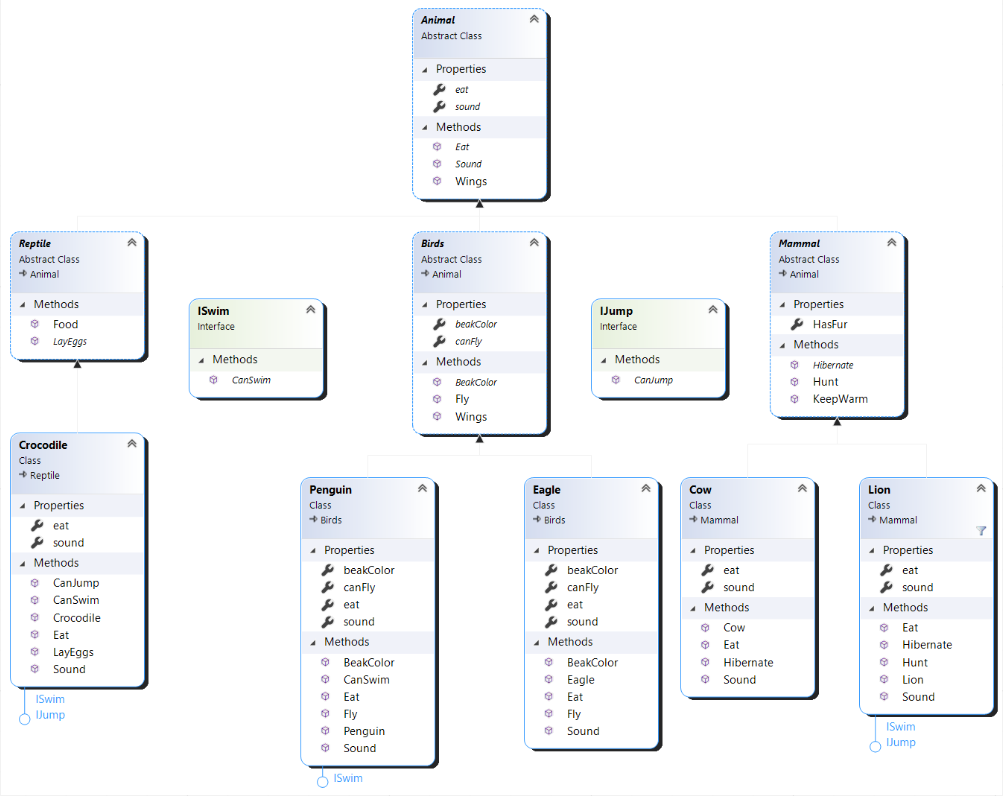 Animal
Abstract Class
Properties
eat
sound
Methods
Eat
Sound
Wings
Reptile
Abstract Class
Animal
Methods
Food
LayEggs
ISwim
Interface
Methods
CanSwim
Birds
Abstract Class
Animal
Properties
beakColor
canFly
Methods
BeakColor
Fly
Wings
IJump
Interface
Methods
CanJump
Mammal
Abstract Class
Animal
Properties
HasFur
Methods
Hibernate
Hunt
KeepWarm
Crocodile
Class
Reptile
Properties
eat
sound
Methods
CanJump
CanSwim
Crocodile
Eat
LayEggs
Sound
ISwim
IJump
Penguin
Class
Birds
Properties
beakColor
canFly
eat
sound
Methods
BeakColor
CanSwim
Eat
Fly
Penguin
Sound
ISwim
Eagle
Class
Birds
Properties
beakColor
canFly
eat
sound
Methods
BeakColor
Eagle
Eat
Fly
Sound
Cow
Class
Mammal
Properties
eat
sound
Methods
Cow
Eat
Hibernate
Sound
Lion
Class
Mammal
Properties
eat
sound
Methods
Eat
Hibernate
Hunt
Lion
Sound
ISwim
IJump